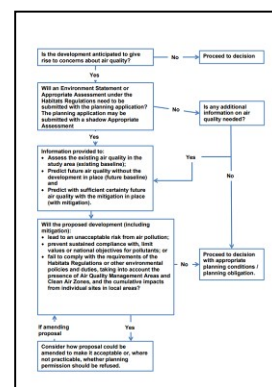 Is the development anticipated to give
rise to concerns about air quality?
No
Proceed to decision
Yes
Will an Environment Statement or
Appropriate Assessment under the
Habitats Regulations need to be
submitted with the planning application?
The planning application may be
submitted with a shadow Appropriate
Assessment
No
Is any additional
information on air
quality needed?
Yes
Yes
No
Information provided to:
• Assess the existing air quality in the
study area (existing baseline);
• Predict future air quality without the
development in place (future baseline)
and
• Predict with sufficient certainty future
air quality with the mitigation in place
(with mitigation).
Will the proposed development (including
mitigation):
• lead to an unacceptable risk from air pollution;
• prevent sustained compliance with, limit
values or national objectives for pollutants; or
• fail to comply with the requirements of the
Habitats Regulations or other environmental
policies and duties, taking into account
the presence of Air Quality Management Areas and
Clean Air Zones, and the cumulative impacts
from individual sites in local areas?
No
Proceed to decision
with appropriate
planning conditions /
planning obligation.
If amending
proposal
Yes
Consider how proposal could be
amended to make it acceptable or, where
not practicable, whether planning
permission should be refused.